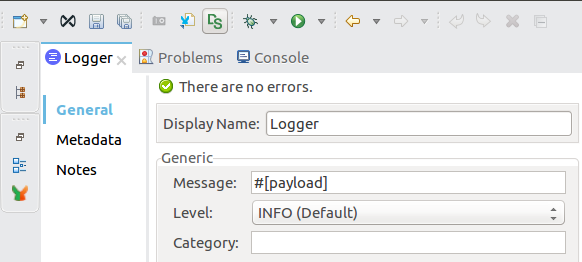 DS
Logger
Problems
Console
There are no errors.
General
Metadata
Notes
Display Name: Logger
Generic
Message: #[payload]
Level: INFO (Default)
Category: